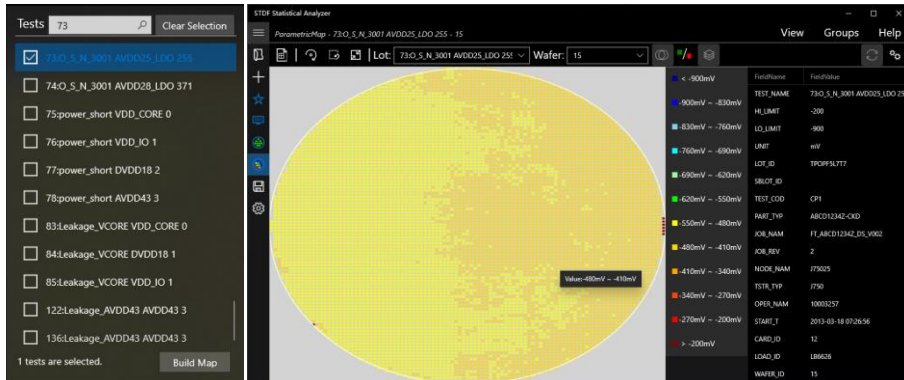 Tests 73 Clear Selection
73:O_S_N_3001 AVDD25_LDO 255
74:O_S_N_3001 AVDD28_LDO 371
75:power_short VDD_CORE 0
76:power_short VDD_IO 1
77:power_short DVDD18 2
78:power_short AVDD43 3
83:Leakage_VCORE VDD_CORE 0
84:Leakage_VCORE DVDD18 1
85:Leakage_VCORE VDD_IO 1
122:Leakage_AVDD43 AVDD43 3
136:Leakage_AVDD43 AVDD43 3
1 tests are selected. Build Map
STDF Statistical Analyzer
ParametricMap - 73:O_S_N_3001 AVDD25_LDO 255 - 15
View Groups Help
Lot: 73:O_S_N_3001 AVDD25_LDO 255 Wafer: 15
< -900mV
-900mV ~ -830mV
-830mV ~ -760mV
-760mV ~ -690mV
-690mV ~ -620mV
-620mV ~ -550mV
-550mV ~ -480mV
-480mV ~ -410mV
-410mV ~ -340mV
-340mV ~ -270mV
-270mV ~ -200mV
> -200mV
Value:-480mV ~ -410mV
FieldName FieldValue
TEST_NAME 73:O_S_N_3001 AVDD25_LDO 25
HI_LIMIT -200
LO_LIMIT -900
UNIT mV
LOT_ID TPOPF5L7T7
SBLOT_ID
TEST_COD CP1
PART_TYP ABCD1234Z-CKD
JOB_NAM FT_ABCD1234Z_DS_V002
JOB_REV 2
NODE_NAM J75025
TSTR_TYP J750
OPER_NAM 10003257
START_T 2013-03-18 07:26:56
CARD_ID 12
LOAD_ID LB6626
WAFER_ID 15